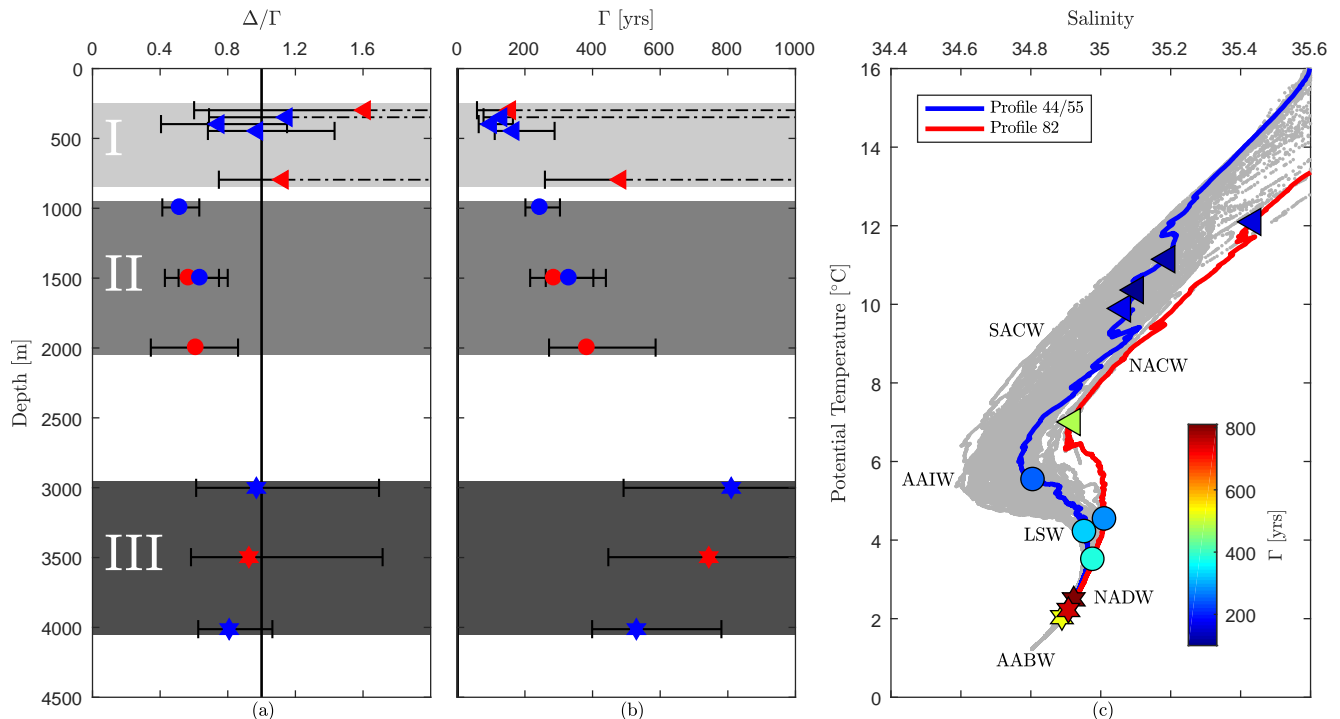 Δ/Γ
0 0.4 0.8 1.2 1.6
Γ [yrs]
0 200 400 600 800 1000
Salinity
34.4 34.6 34.8 35 35.2 35.4 35.6
Depth [m]
0
500
1000
1500
2000
2500
3000
3500
4000
4500
I
II
III
(a)
(b)
Potential Temperature [°C]
16
14
12
10
8
6
4
2
0
Profile 44/55
Profile 82
SACW
NACW
AAIW
LSW
NADW
AABW
800
600
400
200
Γ [yrs]
(c)